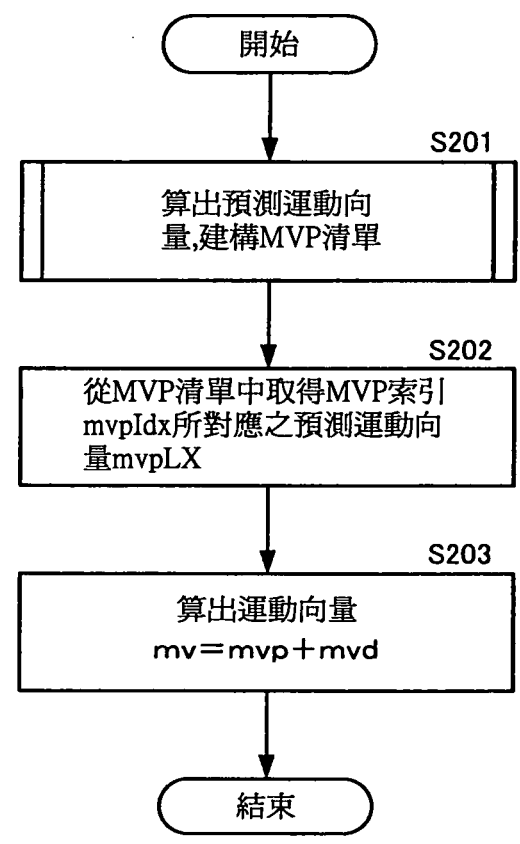 開始
S201
算出預測運動向
量,建構MVP清單
S202
從MVP清單中取得MVP索引
mvpIdx所對應之預測運動向
量mvpLX
S203
算出運動向量
mv=mvp+mvd
結束